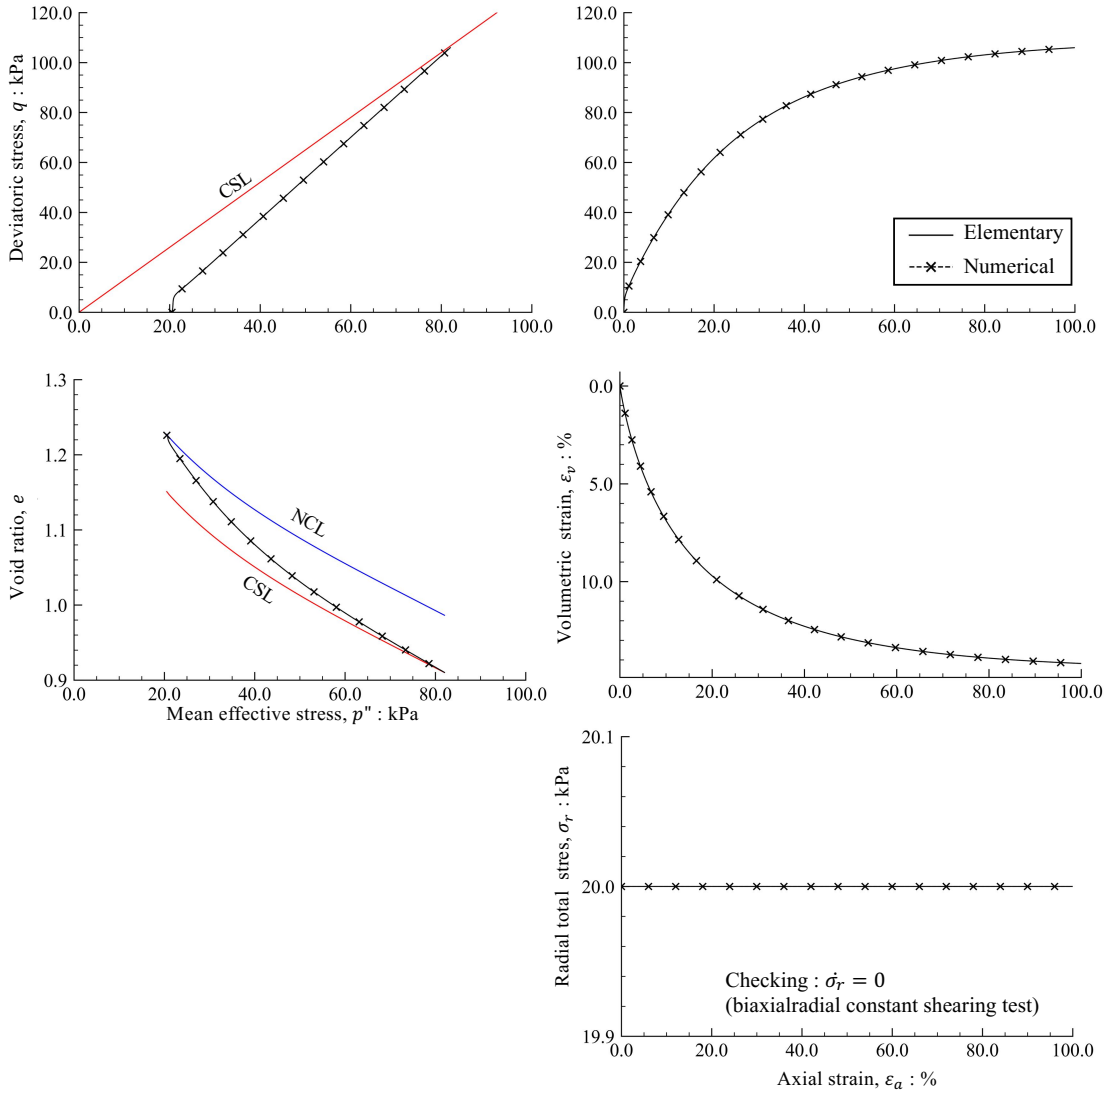 120.0
100.0
80.0
60.0
40.0
20.0
0.0
Deviatoric stress, q : kPa
CSL
0.0 20.0 40.0 60.0 80.0 100.0
120.0
100.0
80.0
60.0
40.0
20.0
0.0
Elementary
Numerical
0.0 20.0 40.0 60.0 80.0 100.0
1.3
1.2
1.1
1.0
0.9
Void ratio, e
NCL
CSL
0.0 20.0 40.0 60.0 80.0 100.0
Mean effective stress, p" : kPa
0.0
5.0
10.0
Volumetric strain, εv : %
0.0 20.0 40.0 60.0 80.0 100.0
20.1
20.0
19.9
Radial total stres, σr : kPa
Checking : σ̇r = 0
(biaxialradial constant shearing test)
0.0 20.0 40.0 60.0 80.0 100.0
Axial strain, εa : %